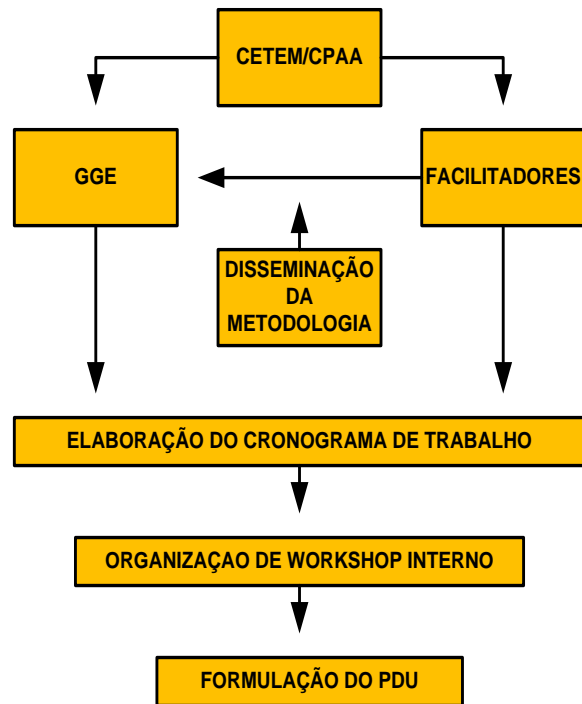 CETEM/CPAA
GGE
FACILITADORES
DISSEMINAÇÃO
DA
METODOLOGIA
ELABORAÇÃO DO CRONOGRAMA DE TRABALHO
ORGANIZAÇAO DE WORKSHOP INTERNO
FORMULAÇÃO DO PDU